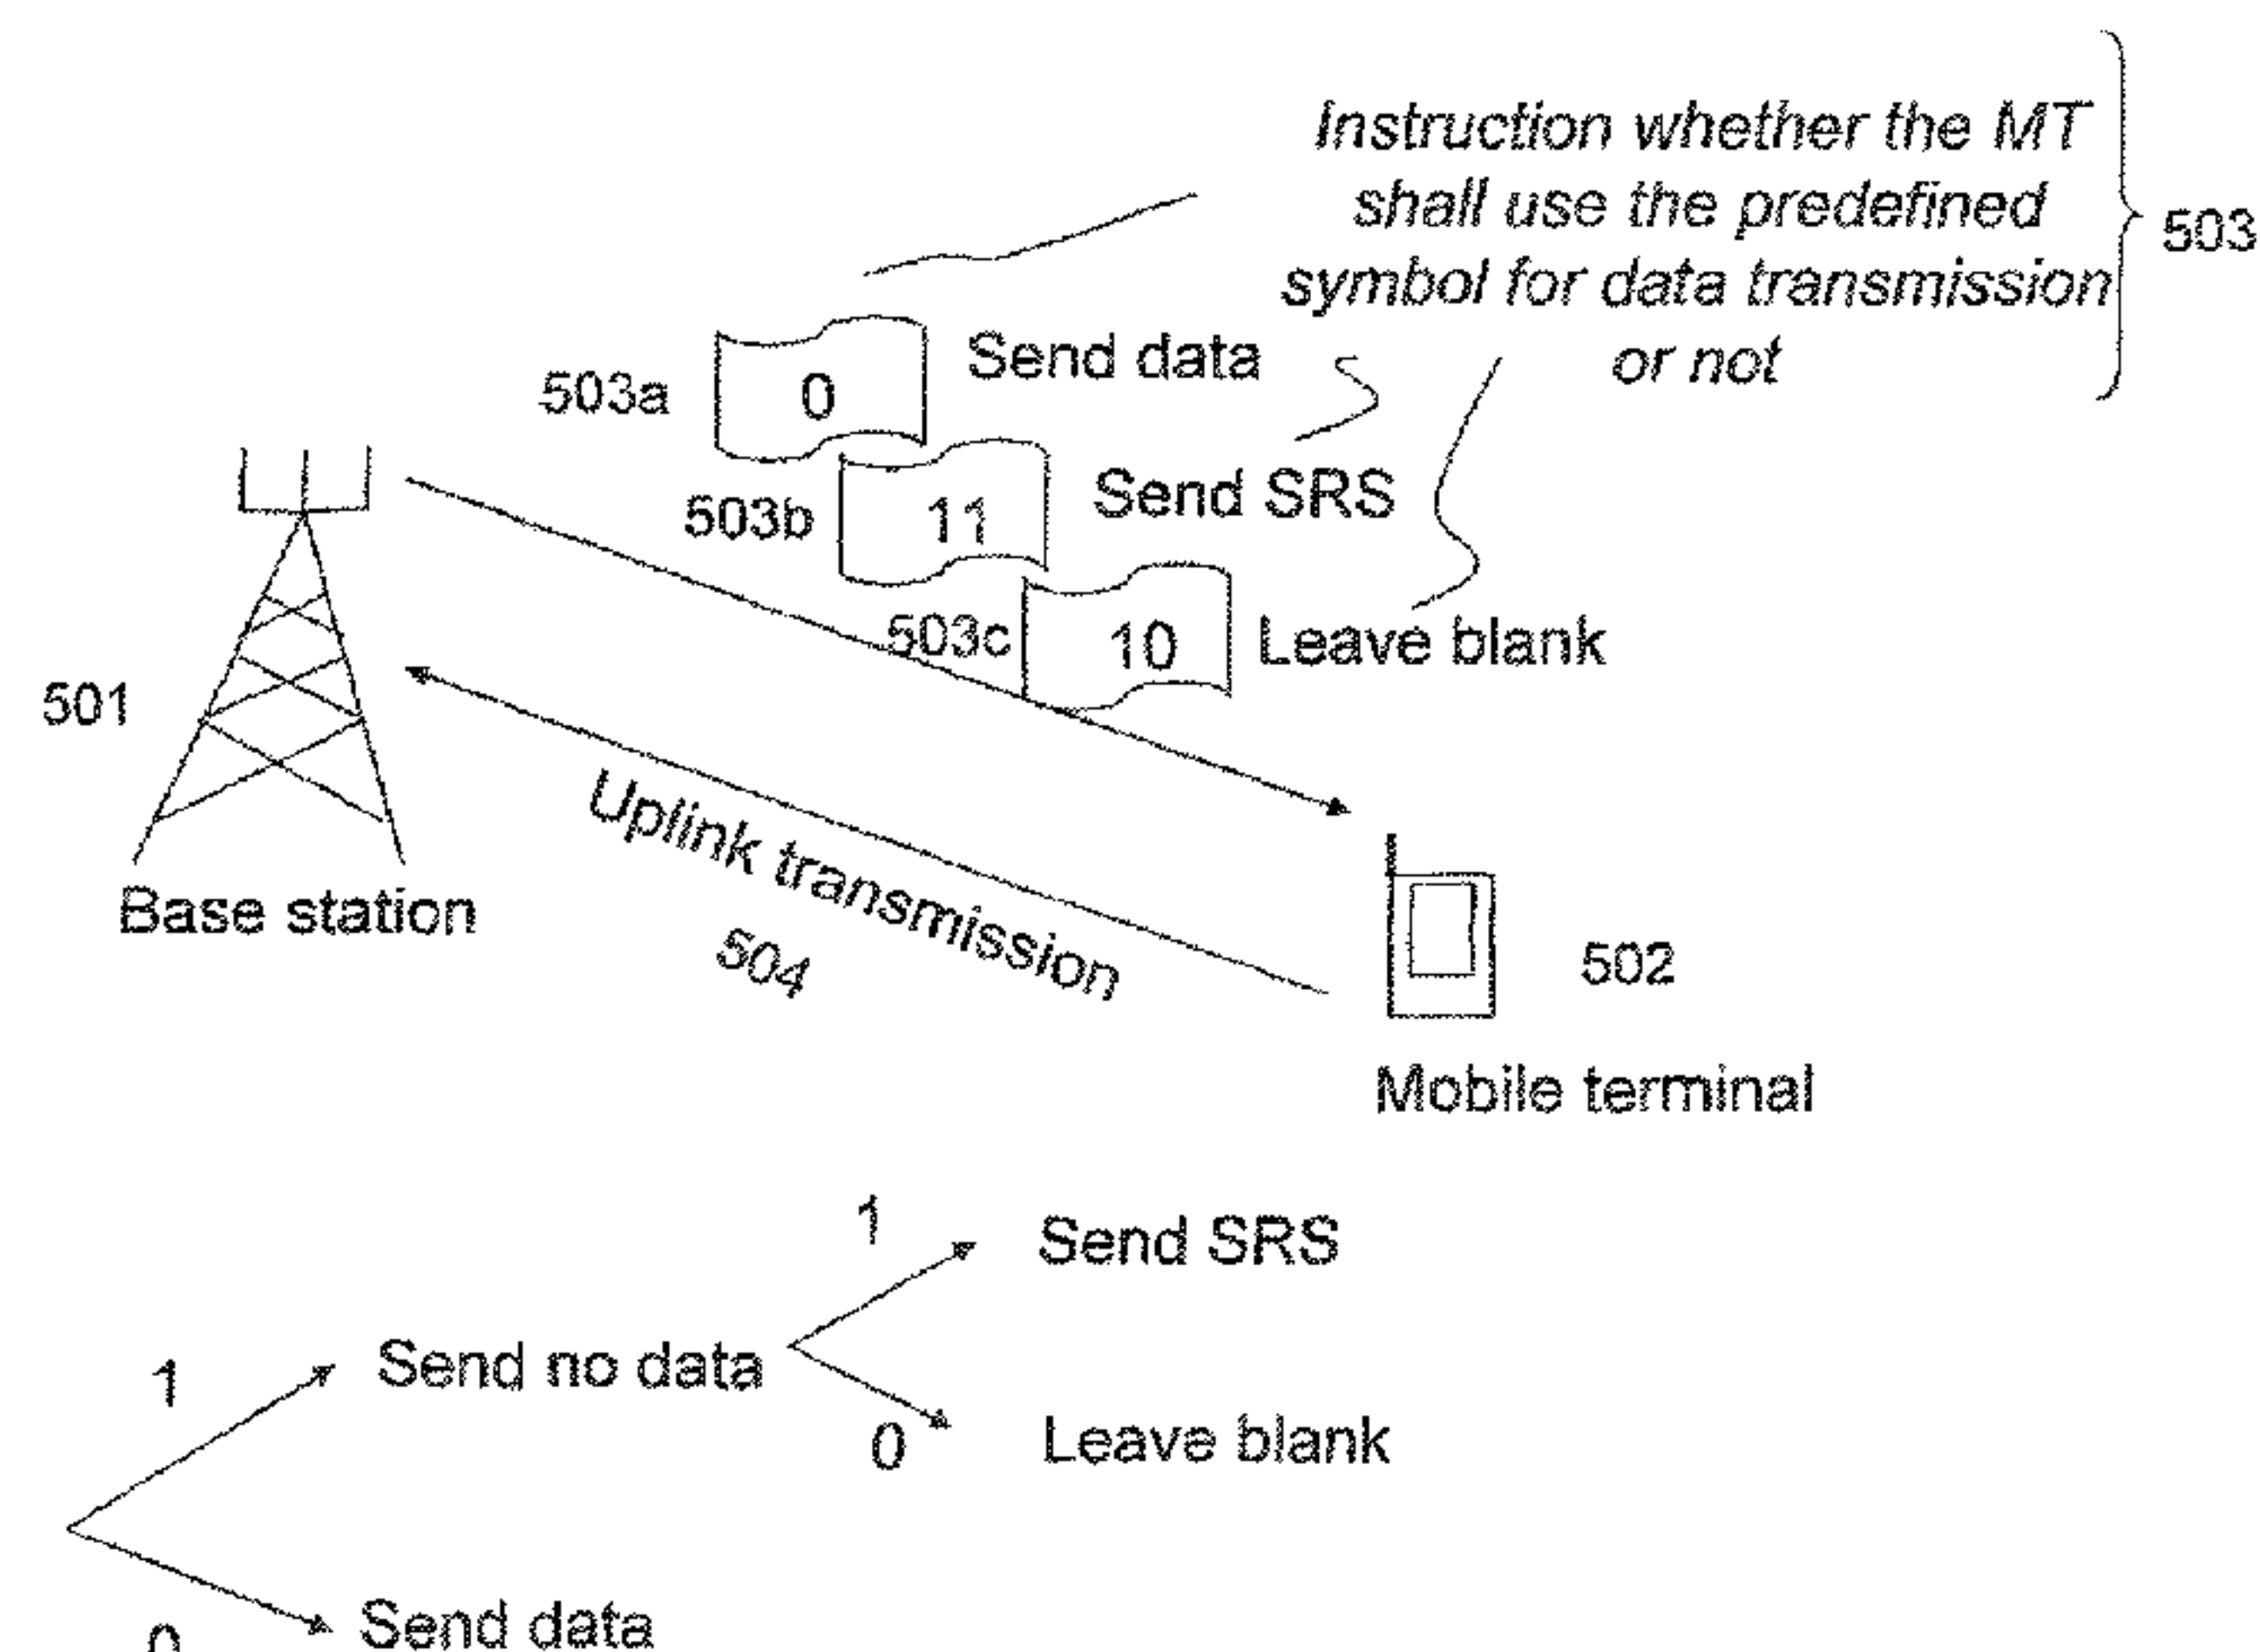 Instruction whether the MT
shall use the predefined
symbol for data transmission
or not
503
503a
0
Send data
503b
11
Send SRS
503c
10
Leave blank
501
Base station
Uplink transmission
504
502
Mobile terminal
1
Send SRS
1
Send no data
0
Leave blank
0
Send data